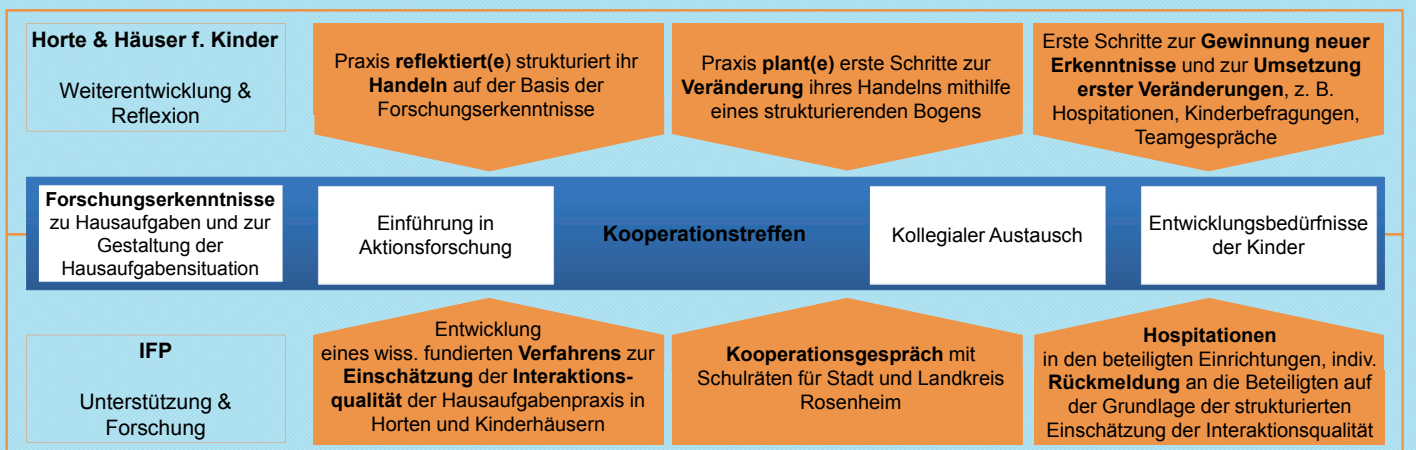 Horte & Häuser f. Kinder
Weiterentwicklung &
Reflexion
Praxis reflektiert(e) strukturiert ihr
Handeln auf der Basis der
Forschungserkenntnisse
Praxis plant(e) erste Schritte zur
Veränderung ihres Handelns mithilfe
eines strukturierenden Bogens
Erste Schritte zur Gewinnung neuer
Erkenntnisse und zur Umsetzung
erster Veränderungen, z. B.
Hospitationen, Kinderbefragungen,
Teamgespräche
Forschungserkenntnisse
zu Hausaufgaben und zur
Gestaltung der
Hausaufgabensituation
Einführung in
Aktionsforschung
Kooperationstreffen
Kollegialer Austausch
Entwicklungsbedürfnisse
der Kinder
IFP
Unterstützung &
Forschung
Entwicklung
eines wiss. fundierten Verfahrens zur
Einschätzung der Interaktions-
qualität der Hausaufgabenpraxis in
Horten und Kinderhäusern
Kooperationsgespräch mit
Schulräten für Stadt und Landkreis
Rosenheim
Hospitationen
in den beteiligten Einrichtungen, indiv.
Rückmeldung an die Beteiligten auf
der Grundlage der strukturierten
Einschätzung der Interaktionsqualität